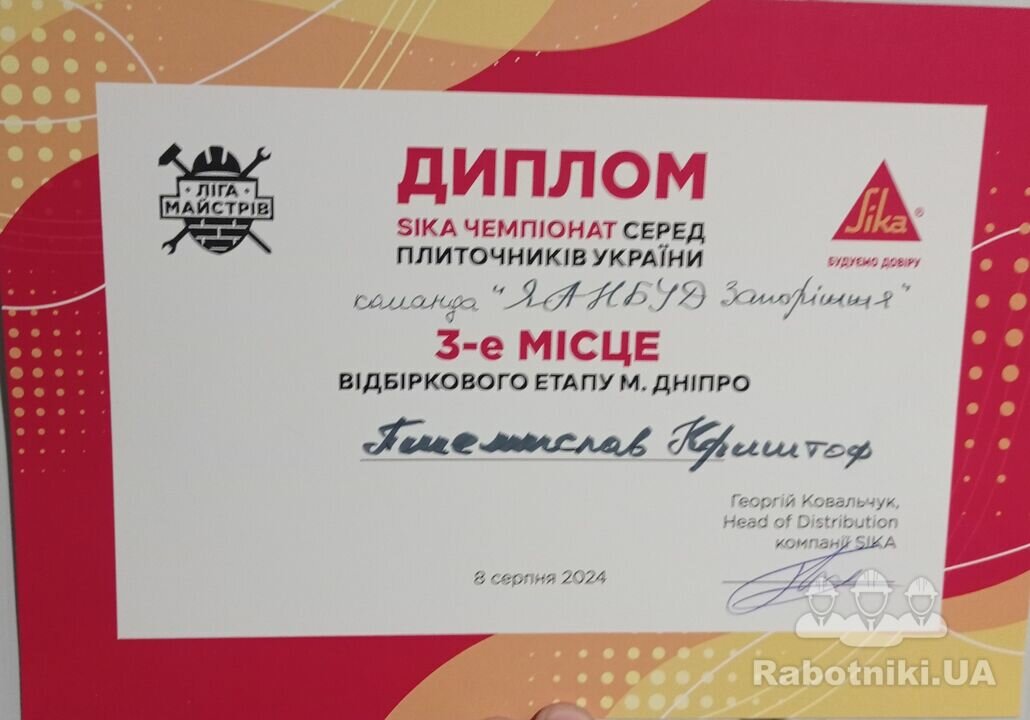 ЛІГА
МАЙСТРІВ
ДИПЛОМ
SIKA ЧЕМПІОНАТ СЕРЕД
ПЛИТОЧНИКІВ УКРАЇНИ
Sika®
БУДУЄМО ДОВІРУ
команда "ЯАНБУД Запоріжжя"
3-е МІСЦЕ
ВІДБІРКОВОГО ЕТАПУ М. ДНІПРО
Пшемислав Криштоф
Георгій Ковальчук,
Head of Distribution
компанії SIKA
8 серпня 2024
Rabotniki.UA